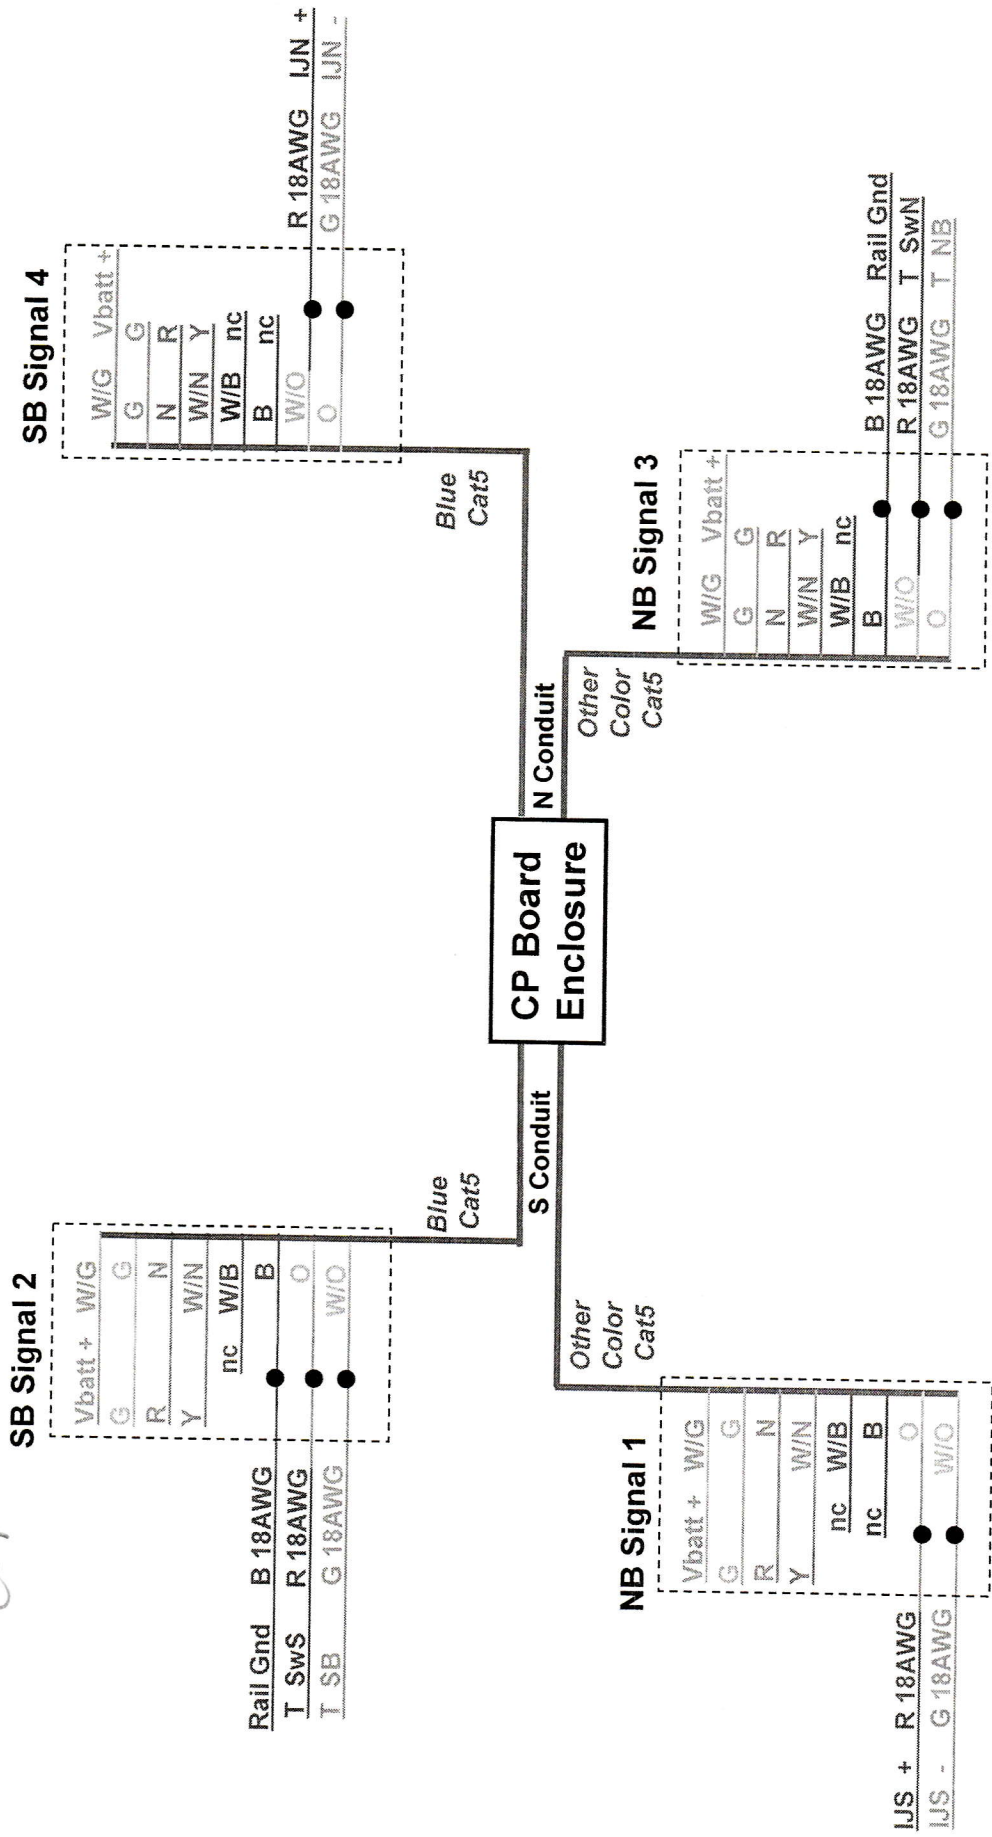 SB Signal 2
Vbatt + W/G
G G
R N
Y W/N
nc W/B
B
O
W/O
Rail Gnd B 18AWG
T SwS R 18AWG
T SB G 18AWG
Blue
Cat5
SB Signal 4
W/G Vbatt +
G G
N R
W/N Y
W/B nc
B nc
W/O
O
R 18AWG IJN +
G 18AWG IJN -
Blue
Cat5
S Conduit
CP Board
Enclosure
N Conduit
NB Signal 1
Vbatt + W/G
G G
R N
Y W/N
nc W/B
nc B
O
W/O
IJS + R 18AWG
IJS - G 18AWG
Other
Color
Cat5
NB Signal 3
W/G Vbatt +
G G
N R
W/N Y
W/B nc
B
W/O
O
B 18AWG Rail Gnd
R 18AWG T SwN
G 18AWG T NB
Other
Color
Cat5